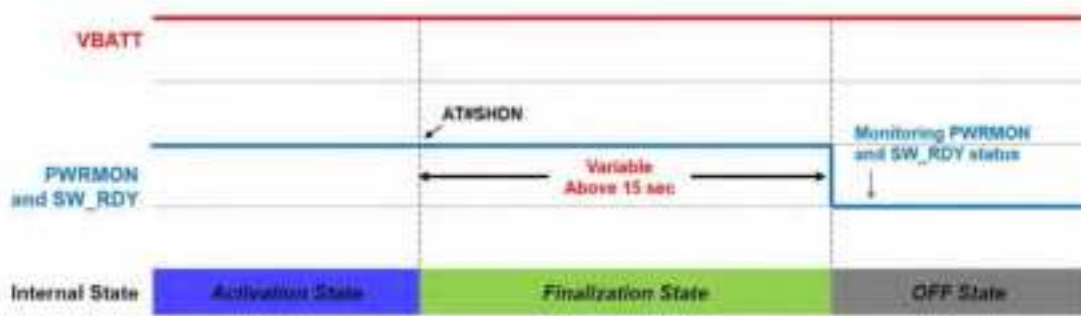 VBATT
AT#SHDN
Monitoring PWRMON
and SW_RDY status
PWRMON
and SW_RDY
Variable
Above 15 sec
Internal State
Activation State
Finalization State
OFF State